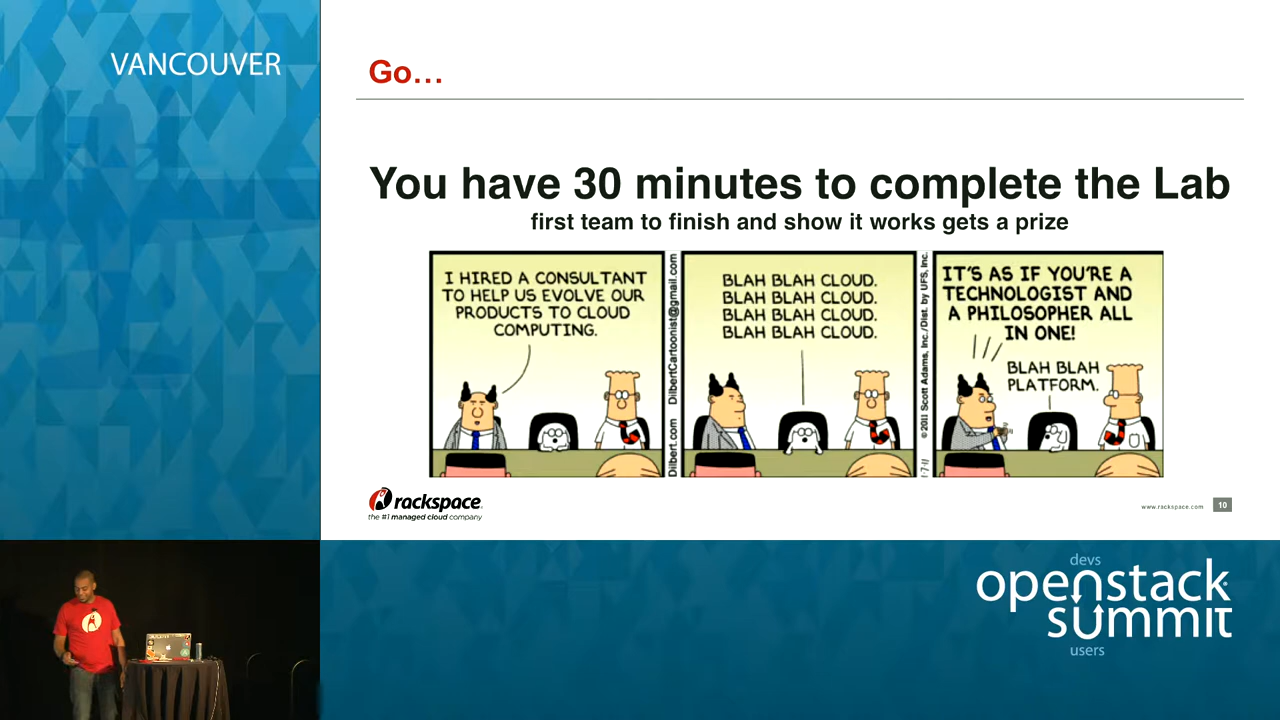 VANCOUVER
Go...
You have 30 minutes to complete the Lab
first team to finish and show it works gets a prize
I HIRED A CONSULTANT
TO HELP US EVOLVE OUR
PRODUCTS TO CLOUD
COMPUTING.
Dilbert.com DilbertCartoonist@gmail.com
BLAH BLAH CLOUD.
BLAH BLAH CLOUD.
BLAH BLAH CLOUD.
BLAH BLAH CLOUD.
© 2011 Scott Adams, Inc./Dist. by UFS, Inc.
IT'S AS IF YOU'RE A
TECHNOLOGIST AND
A PHILOSOPHER ALL
IN ONE!
BLAH BLAH
PLATFORM.
rackspace
the #1 managed cloud company
www.rackspace.com 10
devs
openstack
summit
users